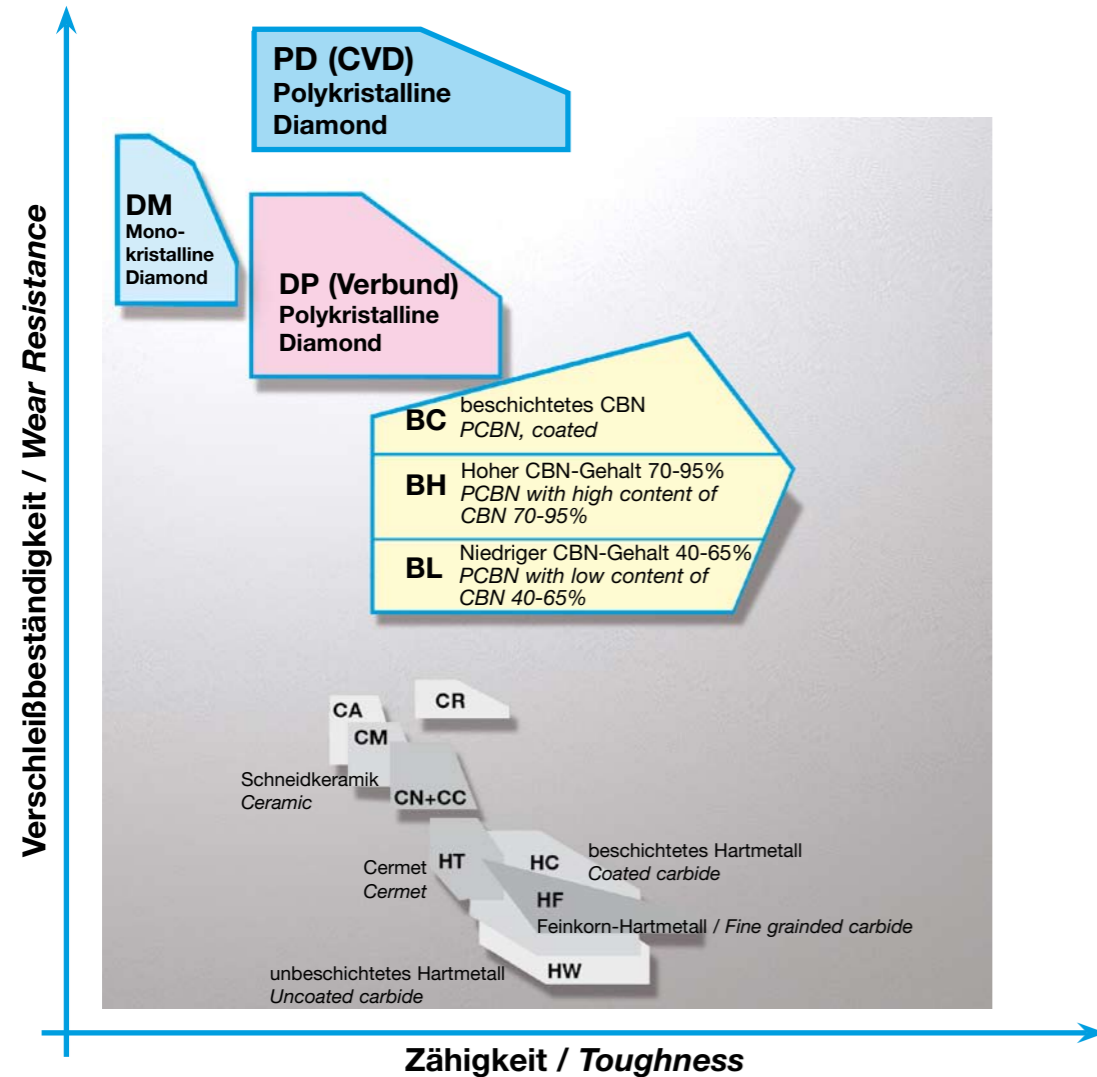 Verschleißbeständigkeit / Wear Resistance
PD (CVD)
Polykristalline
Diamond
DM
Mono-
kristalline
Diamond
DP (Verbund)
Polykristalline
Diamond
BC
beschichtetes CBN
PCBN, coated
BH
Hoher CBN-Gehalt 70-95%
PCBN with high content of
CBN 70-95%
BL
Niedriger CBN-Gehalt 40-65%
PCBN with low content of
CBN 40-65%
CR
CA
CM
Schneidkeramik
Ceramic
CN+CC
Cermet
Cermet
HT
HC
beschichtetes Hartmetall
Coated carbide
HF
Feinkorn-Hartmetall / Fine grainded carbide
unbeschichtetes Hartmetall
Uncoated carbide
HW
Zähigkeit / Toughness